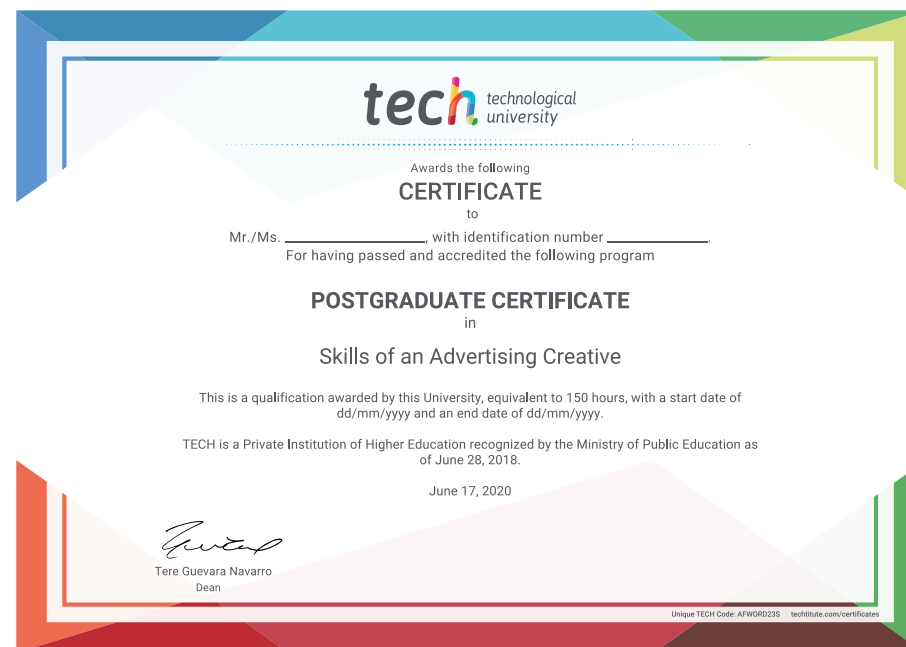 tech technological
university
Awards the following
CERTIFICATE
to
Mr./Ms. ____________________, with identification number ______________.
For having passed and accredited the following program
POSTGRADUATE CERTIFICATE
in
Skills of an Advertising Creative
This is a qualification awarded by this University, equivalent to 150 hours, with a start date of
dd/mm/yyyy and an end date of dd/mm/yyyy.
TECH is a Private Institution of Higher Education recognized by the Ministry of Public Education as
of June 28, 2018.
June 17, 2020
Tere Guevara Navarro
Dean
Unique TECH Code: AFWORD23S techtitute.com/certificates